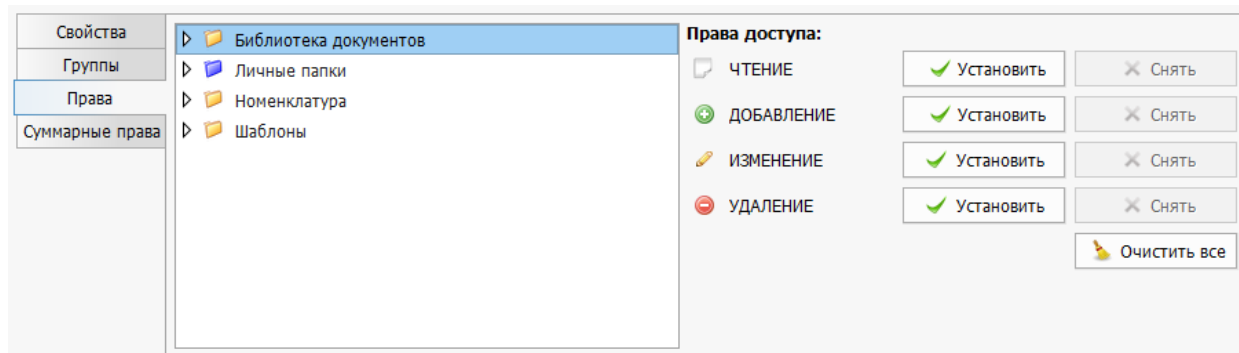 Свойства
Группы
Права
Суммарные права
Библиотека документов
Личные папки
Номенклатура
Шаблоны
Права доступа:
ЧТЕНИЕ Установить Снять
ДОБАВЛЕНИЕ Установить Снять
ИЗМЕНЕНИЕ Установить Снять
УДАЛЕНИЕ Установить Снять
Очистить все